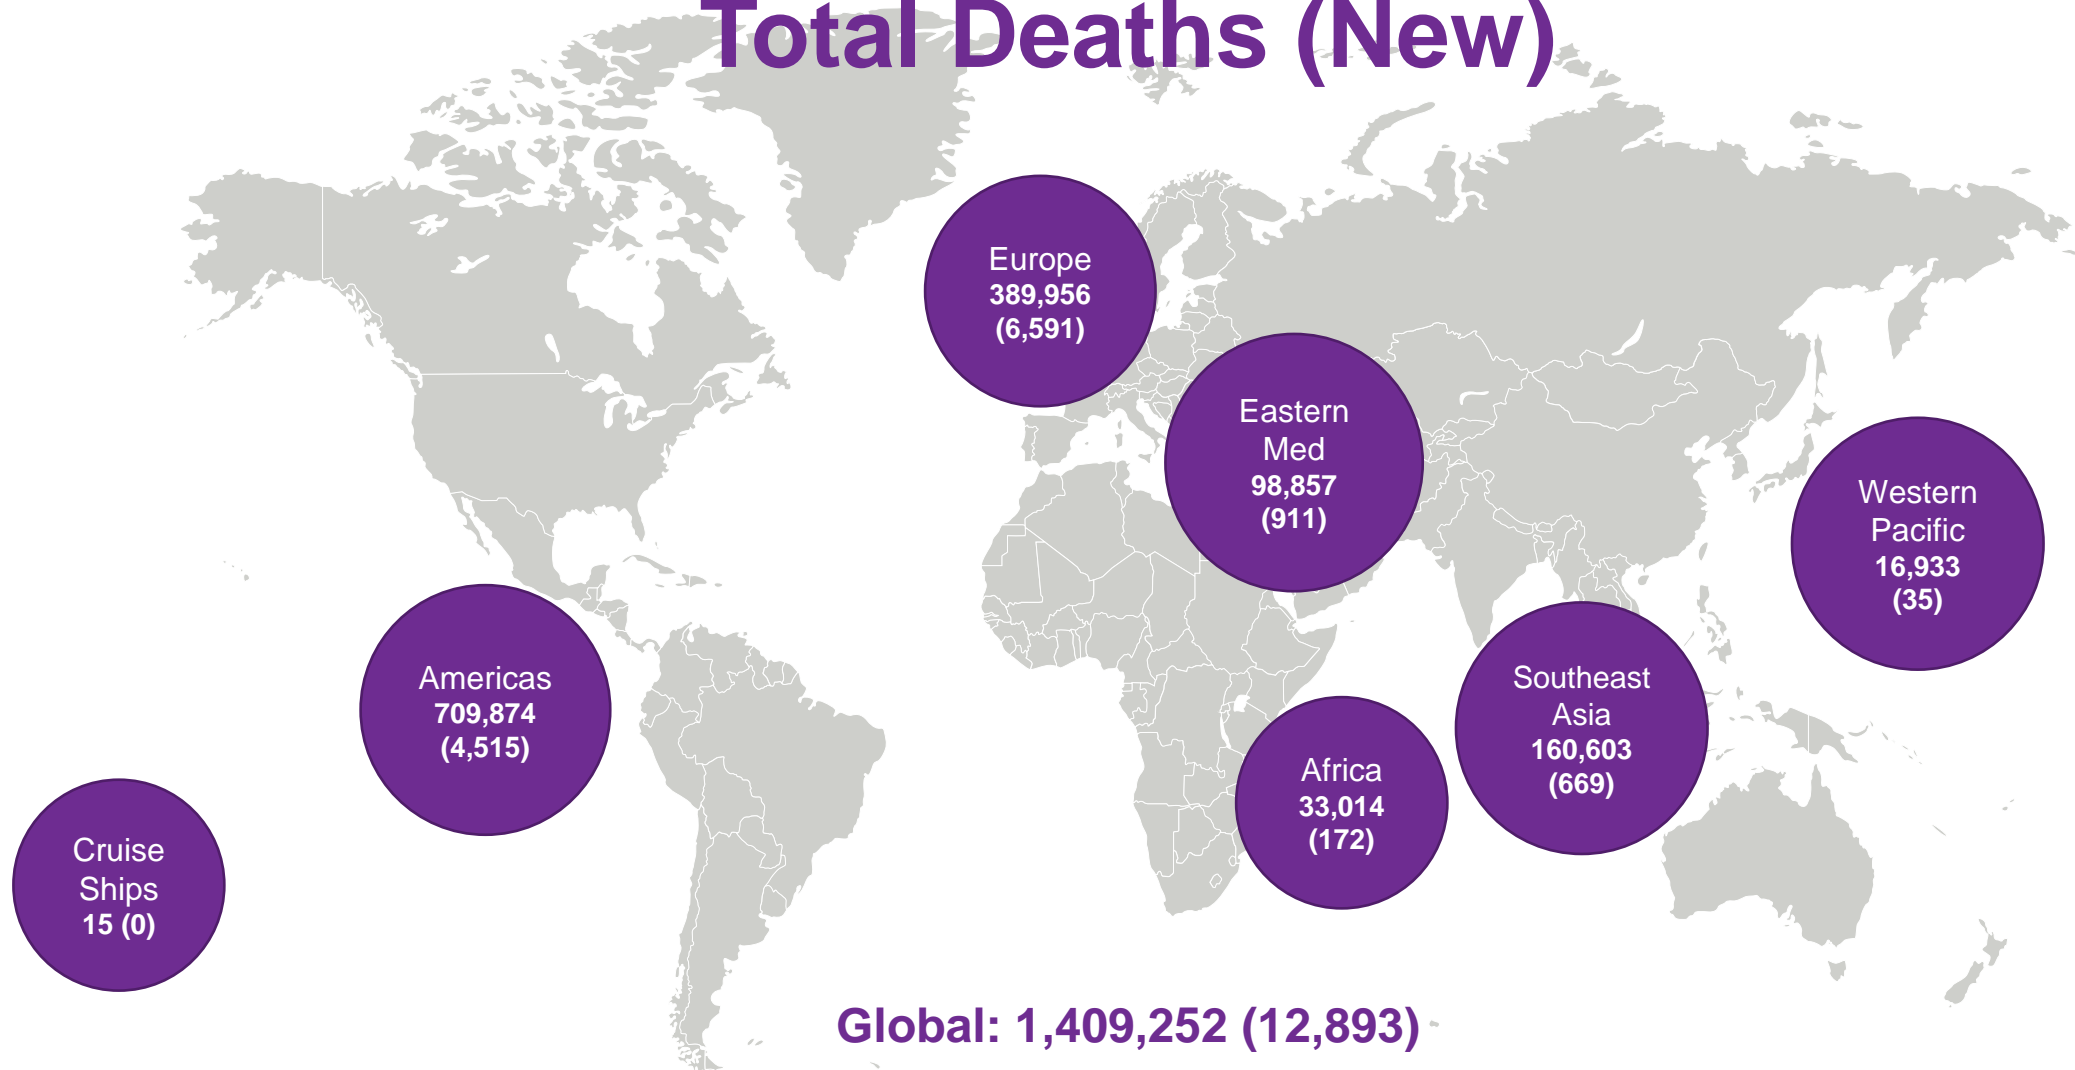 Total Deaths (New)
Europe
389,956
(6,591)
Eastern
Med
98,857
(911)
Western
Pacific
16,933
(35)
Americas
709,874
(4,515)
Southeast
Asia
160,603
(669)
Africa
33,014
(172)
Cruise
Ships
15 (0)
Global: 1,409,252 (12,893)